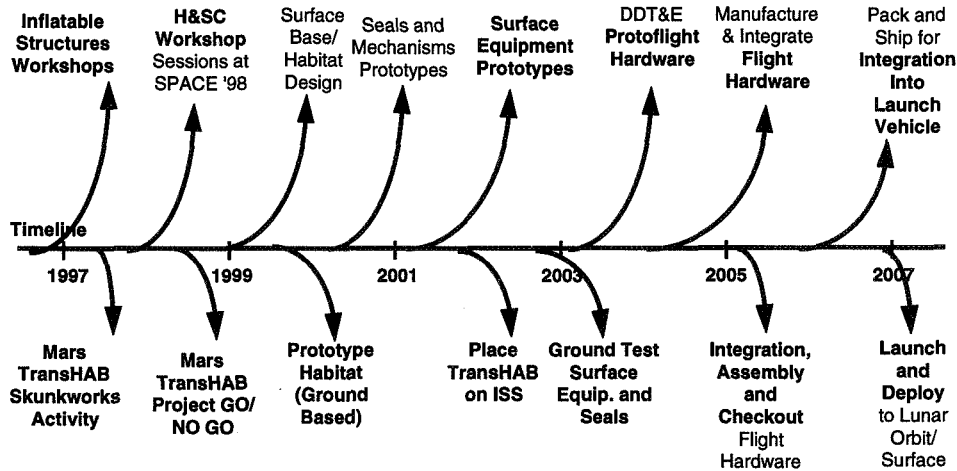 Inflatable
Structures
Workshops
H&SC
Workshop
Sessions at
SPACE '98
Surface
Base/
Habitat
Design
Seals and
Mechanisms
Prototypes
Surface
Equipment
Prototypes
DDT&E
Protoflight
Hardware
Manufacture
& Integrate
Flight
Hardware
Pack and
Ship for
Integration
Into
Launch
Vehicle
Timeline
1997
1999
2001
2003
2005
2007
Mars
TransHAB
Skunkworks
Activity
Mars
TransHAB
Project GO/
NO GO
Prototype
Habitat
(Ground
Based)
Place
TransHAB
on ISS
Ground Test
Surface
Equip. and
Seals
Integration,
Assembly
and
Checkout
Flight
Hardware
Launch
and
Deploy
to Lunar
Orbit/
Surface